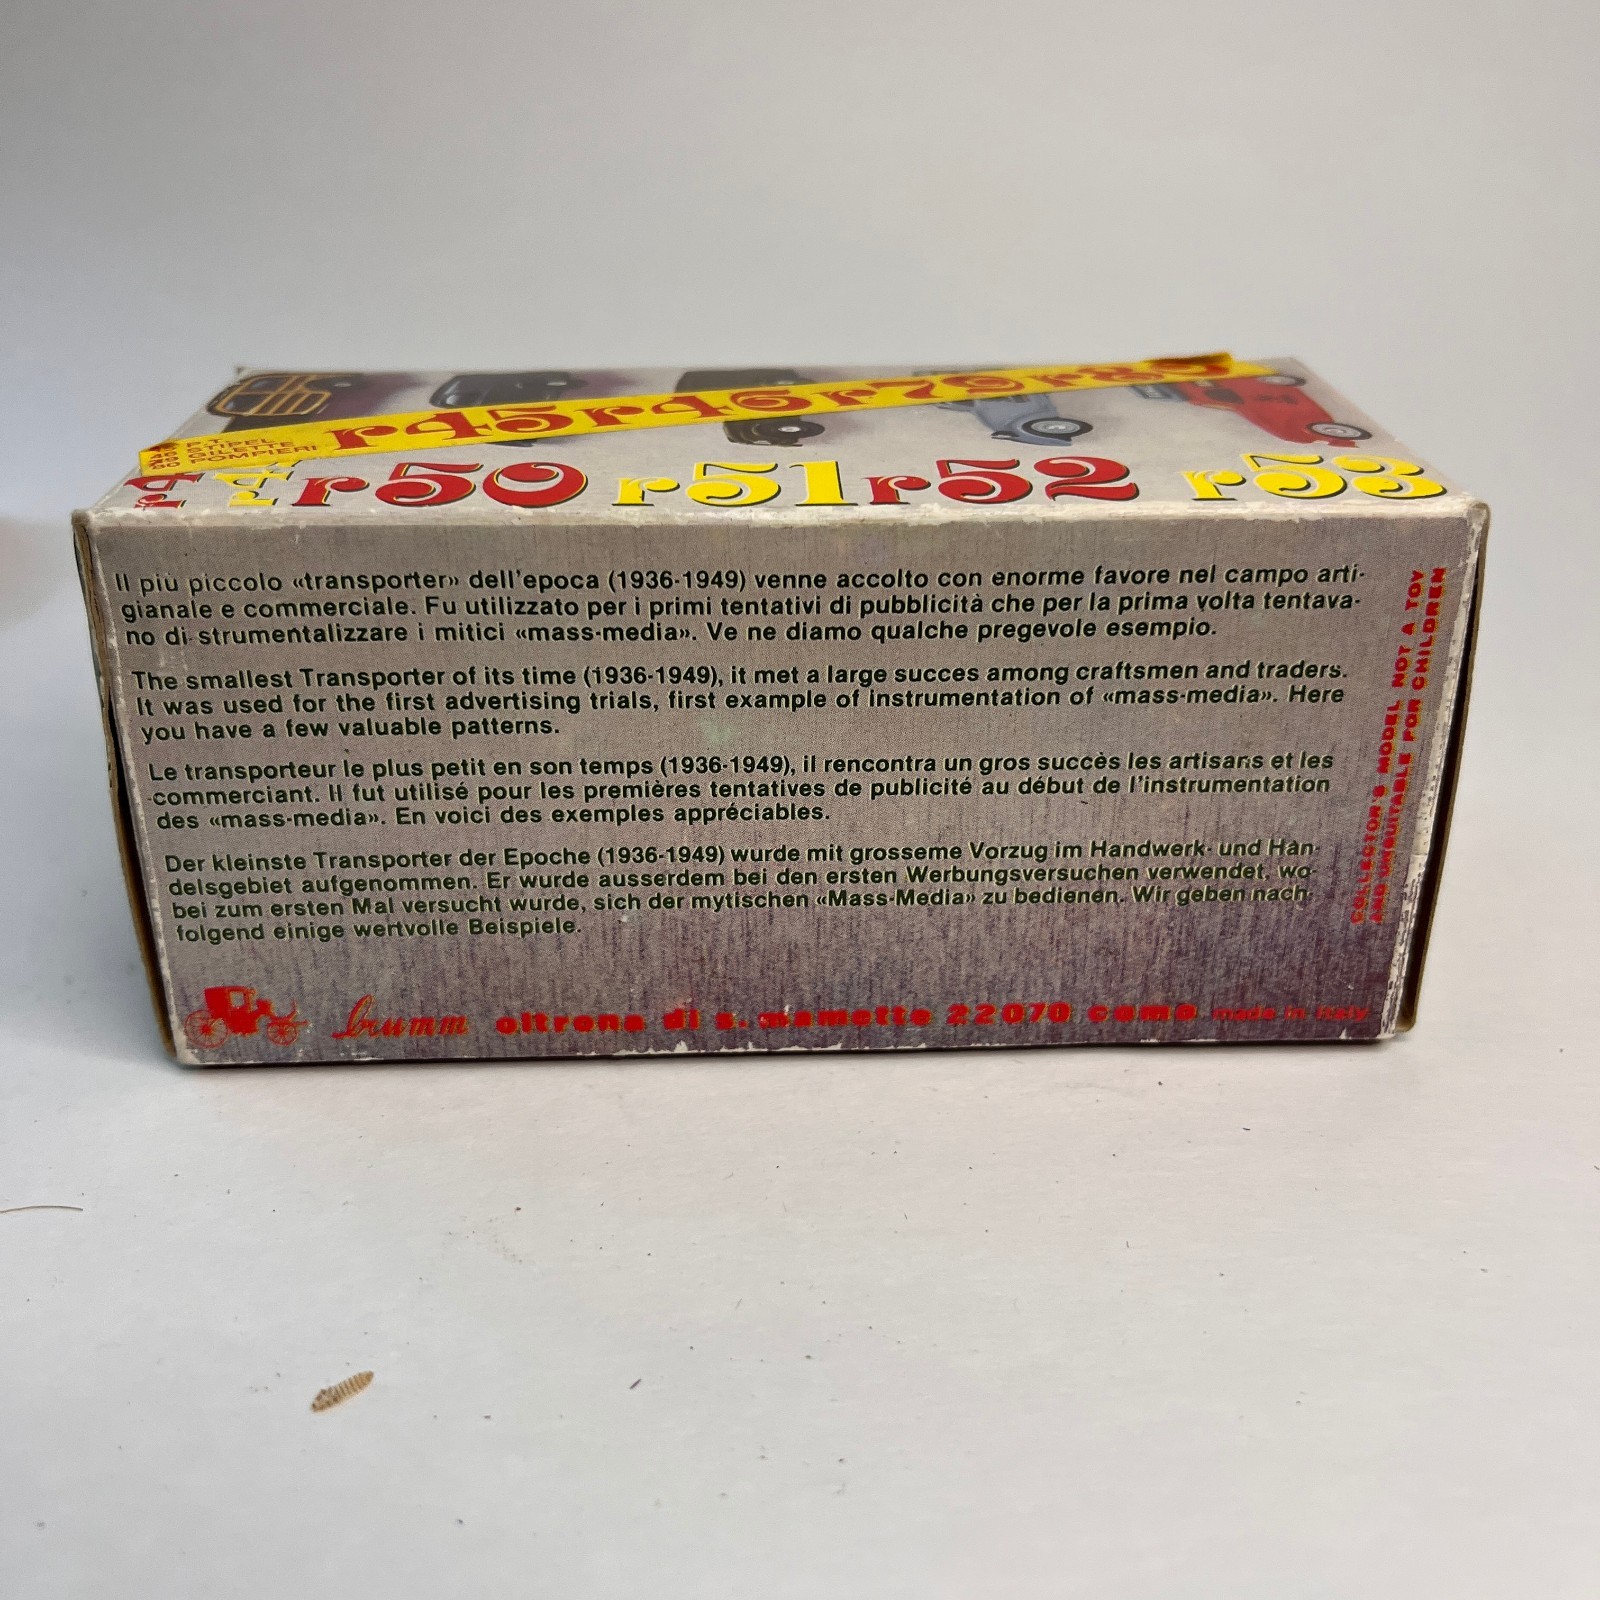 r45 r46 r79 r80
P.T.
46 STIPEL
79 GILETTE
80 POMPIERI
r50 r51 r52 r53
Il più piccolo «transporter» dell'epoca (1936-1949) venne accolto con enorme favore nel campo arti-
gianale e commerciale. Fu utilizzato per i primi tentativi di pubblicità che per la prima volta tentava-
no di strumentalizzare i mitici «mass-media». Ve ne diamo qualche pregevole esempio.
The smallest Transporter of its time (1936-1949), it met a large succes among craftsmen and traders.
It was used for the first advertising trials, first example of instrumentation of «mass-media». Here
you have a few valuable patterns.
Le transporteur le plus petit en son temps (1936-1949), il rencontra un gros succès les artisans et les
commerciant. Il fut utilisé pour les premières tentatives de publicité au début de l'instrumentation
des «mass-media». En voici des exemples appréciables.
Der kleinste Transporter der Epoche (1936-1949) wurde mit grosseme Vorzug im Handwerk- und Han-
delsgebiet aufgenommen. Er wurde ausserdem bei den ersten Werbungsversuchen verwendet, wo-
bei zum ersten Mal versucht wurde, sich der mytischen «Mass-Media» zu bedienen. Wir geben nach-
folgend einige wertvolle Beispiele.
COLLECTOR'S MODEL NOT A TOY
AND UNSUITABLE FOR CHILDREN
brumm oltrona di s. mamette 22070 como made in Italy